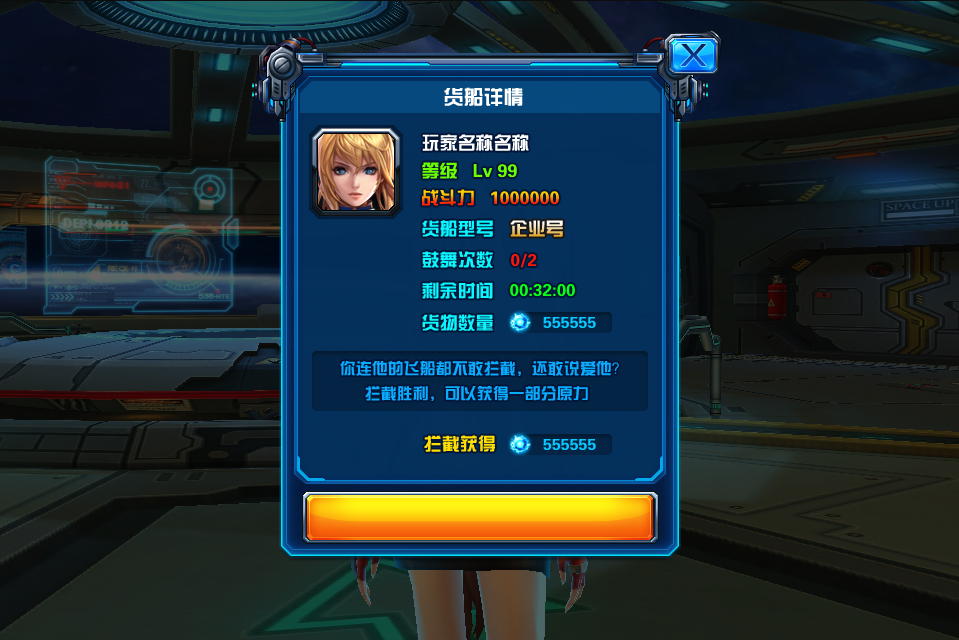 货船详情
玩家名称名称
等级 Lv 99
战斗力 1000000
货船型号 企业号
鼓舞次数 0/2
剩余时间 00:32:00
货物数量 555555
你连他的飞船都不敢拦截，还敢说爱他?
拦截胜利，可以获得一部分原力
拦截获得 555555
SPACE UP